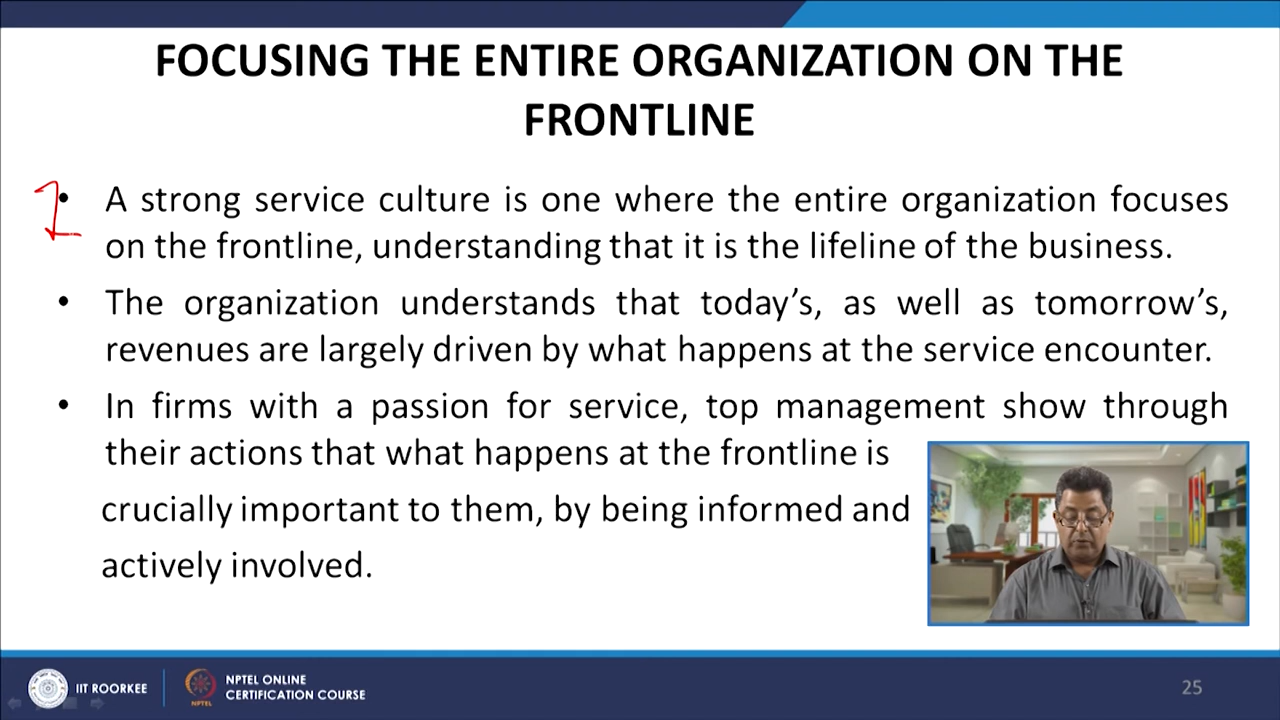 FOCUSING THE ENTIRE ORGANIZATION ON THE
FRONTLINE
1
• A strong service culture is one where the entire organization focuses
on the frontline, understanding that it is the lifeline of the business.
• The organization understands that today’s, as well as tomorrow’s,
revenues are largely driven by what happens at the service encounter.
• In firms with a passion for service, top management show through
their actions that what happens at the frontline is
crucially important to them, by being informed and
actively involved.
IIT ROORKEE
NPTEL
NPTEL ONLINE
CERTIFICATION COURSE
25